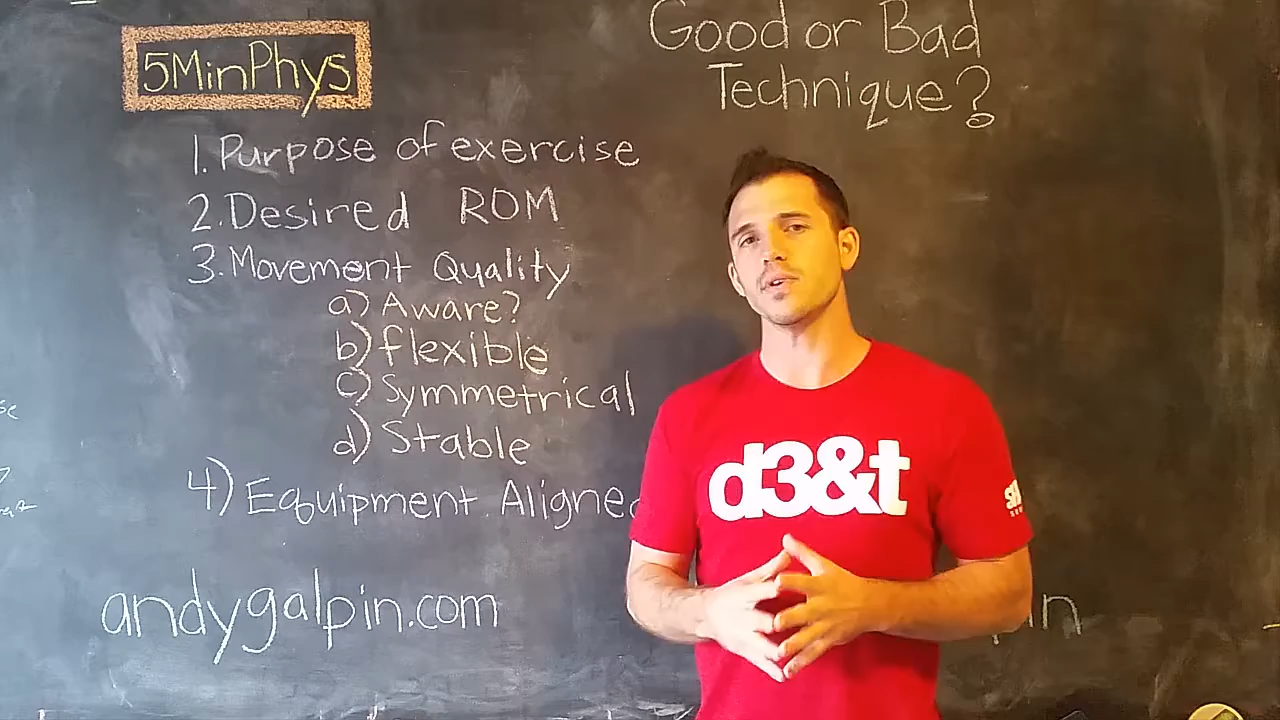 5MinPhys
Good or Bad
Technique?
1. Purpose of exercise
2. Desired ROM
3. Movement Quality
a) Aware?
b) flexible
c) Symmetrical
d) Stable
4) Equipment Aligned
andygalpin.com
d3&t